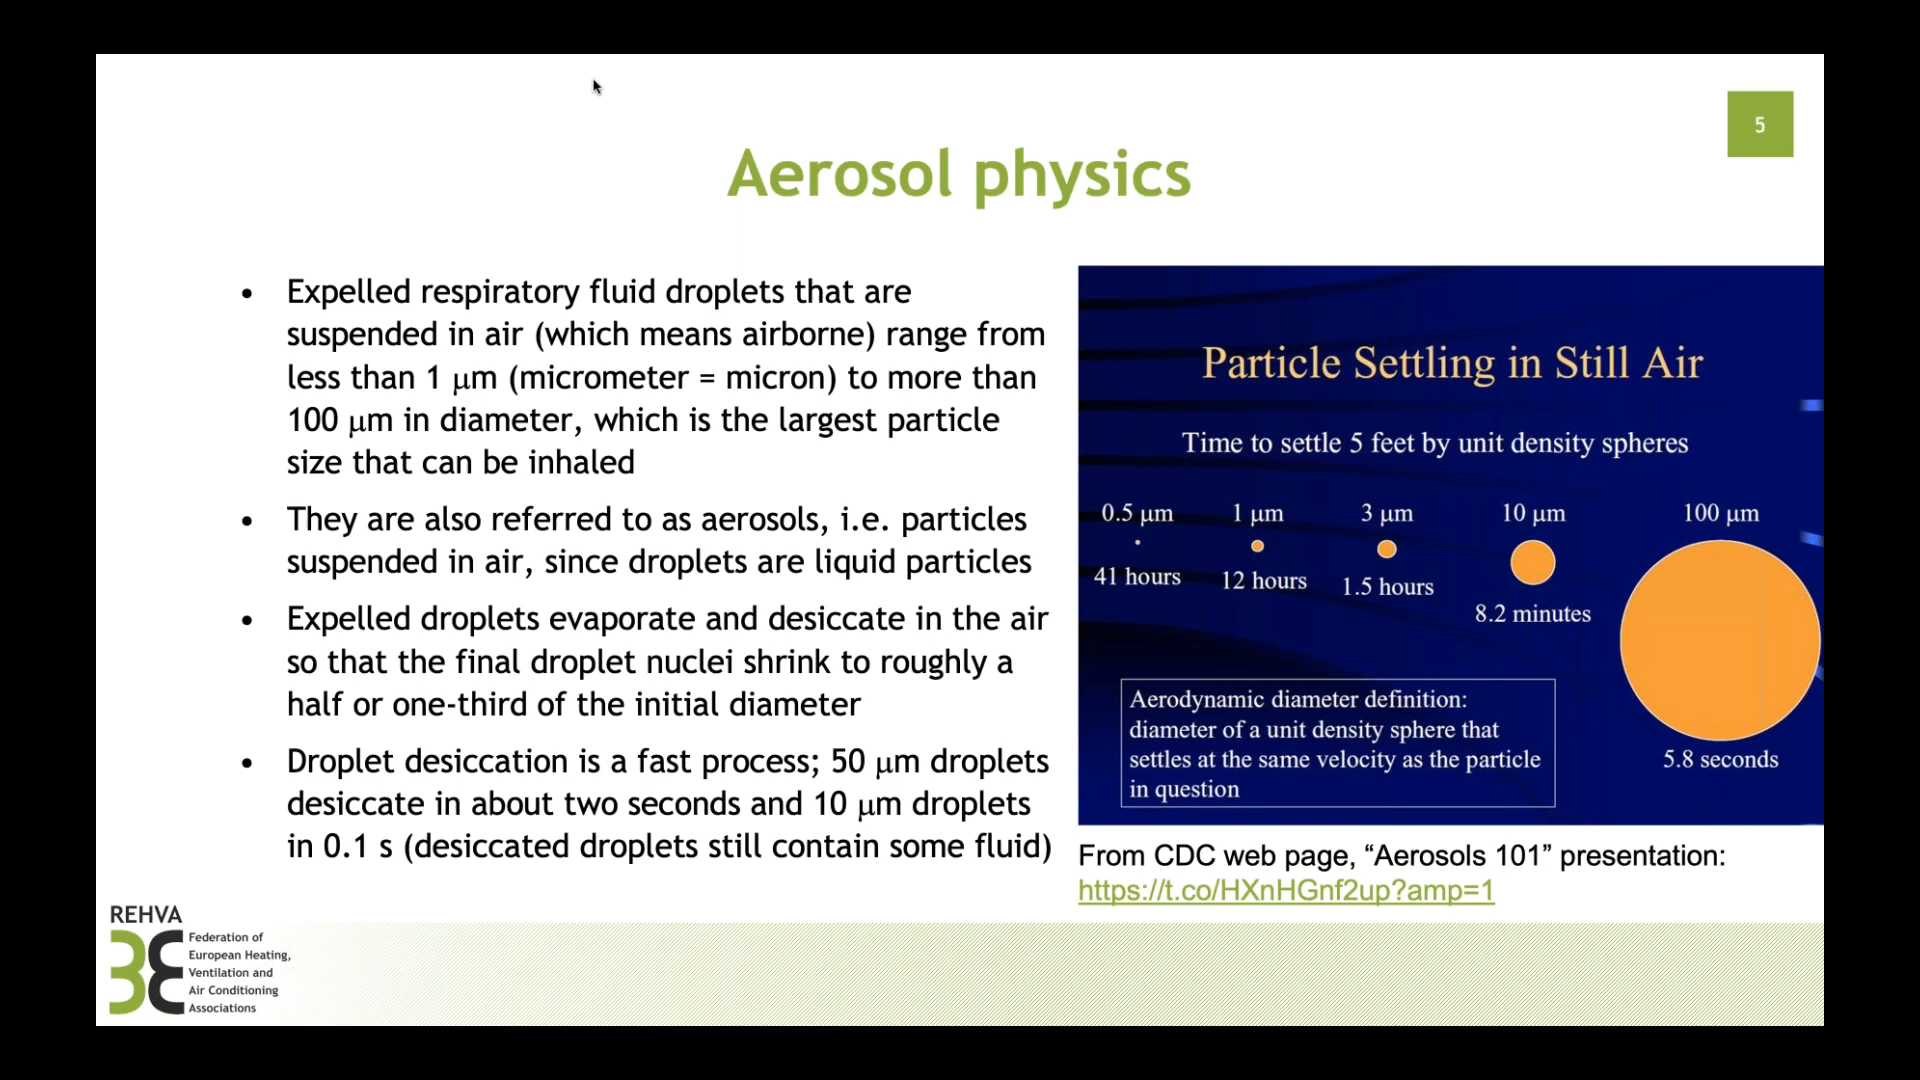 5
Aerosol physics
• Expelled respiratory fluid droplets that are
suspended in air (which means airborne) range from
less than 1 μm (micrometer = micron) to more than
100 μm in diameter, which is the largest particle
size that can be inhaled
• They are also referred to as aerosols, i.e. particles
suspended in air, since droplets are liquid particles
• Expelled droplets evaporate and desiccate in the air
so that the final droplet nuclei shrink to roughly a
half or one-third of the initial diameter
• Droplet desiccation is a fast process; 50 μm droplets
desiccate in about two seconds and 10 μm droplets
in 0.1 s (desiccated droplets still contain some fluid)
Particle Settling in Still Air
Time to settle 5 feet by unit density spheres
0.5 μm 1 μm 3 μm 10 μm 100 μm
41 hours 12 hours 1.5 hours 8.2 minutes 5.8 seconds
Aerodynamic diameter definition:
diameter of a unit density sphere that
settles at the same velocity as the particle
in question
From CDC web page, “Aerosols 101” presentation:
https://t.co/HXnHGnf2up?amp=1
REHVA
Federation of
European Heating,
Ventilation and
Air Conditioning
Associations